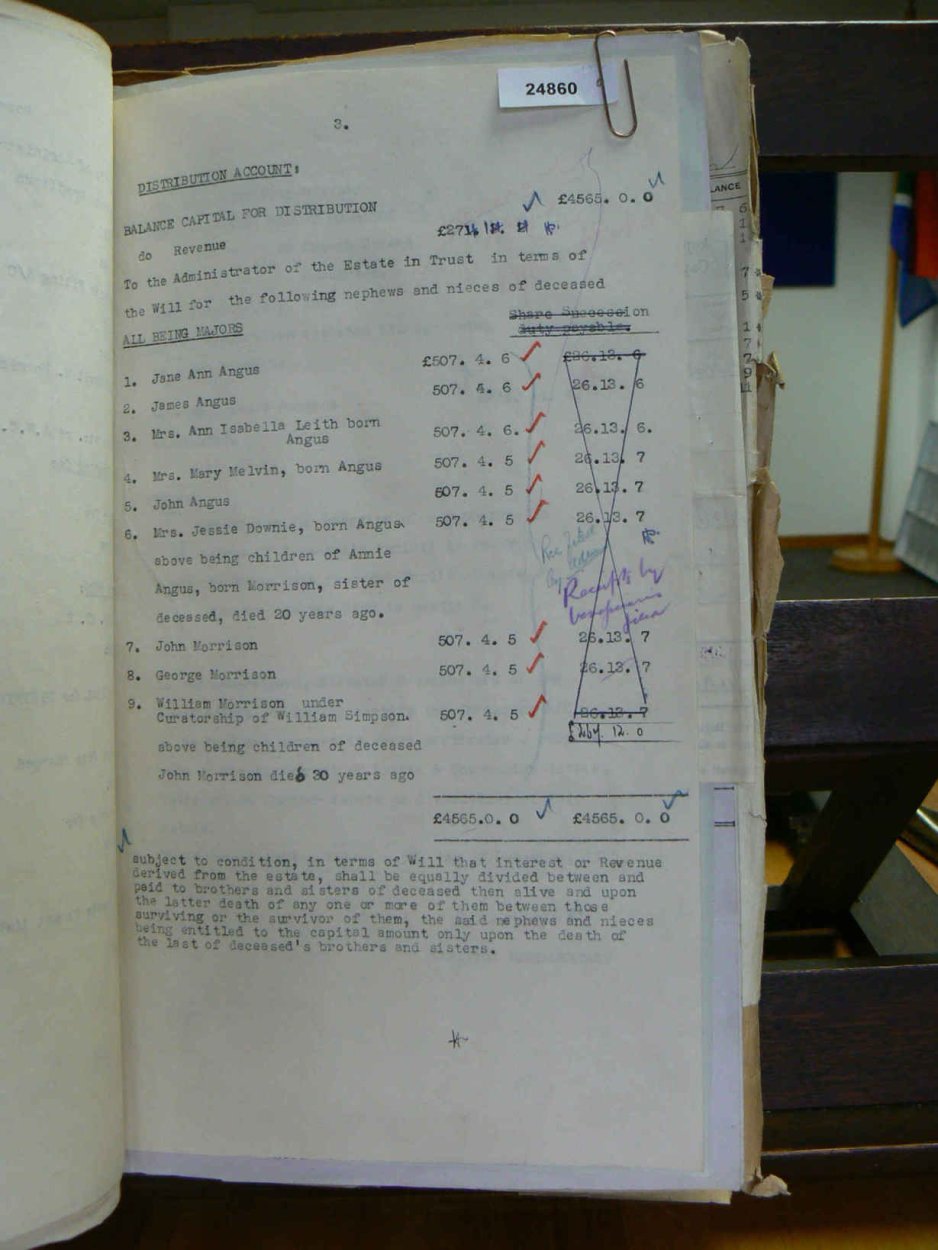 24860
3.
DISTRIBUTION ACCOUNT:
BALANCE CAPITAL FOR DISTRIBUTION £4565. 0. 0
do Revenue
To the Administrator of the Estate in Trust in terms of
the Will for the following nephews and nieces of deceased
ALL BEING MAJORS
Share Succession
duty payable.
1. Jane Ann Angus £507. 4. 6 £26.13. 6
2. James Angus 507. 4. 6 26.13. 6
3. Mrs. Ann Isabella Leith born 507. 4. 6. 26.13. 6.
Angus
4. Mrs. Mary Melvin, born Angus 507. 4. 5 26.13. 7
5. John Angus 507. 4. 5 26.13. 7
6. Mrs. Jessie Downie, born Angus 507. 4. 5 26.13. 7
above being children of Annie
Angus, born Morrison, sister of
deceased, died 20 years ago.
Receipts by
7. John Morrison 507. 4. 5 26.13. 7
8. George Morrison 507. 4. 5 26.13. 7
9. William Morrison under
Curatorship of William Simpson. 507. 4. 5 26.13. 7
above being children of deceased
John Morrison died 30 years ago
£4565.0. 0 £4565. 0. 0
subject to condition, in terms of Will that interest or Revenue
derived from the estate, shall be equally divided between and
paid to brothers and sisters of deceased then alive and upon
the latter death of any one or more of them between those
surviving or the survivor of them, the said nephews and nieces
being entitled to the capital amount only upon the death of
the last of deceased's brothers and sisters.
LANCE